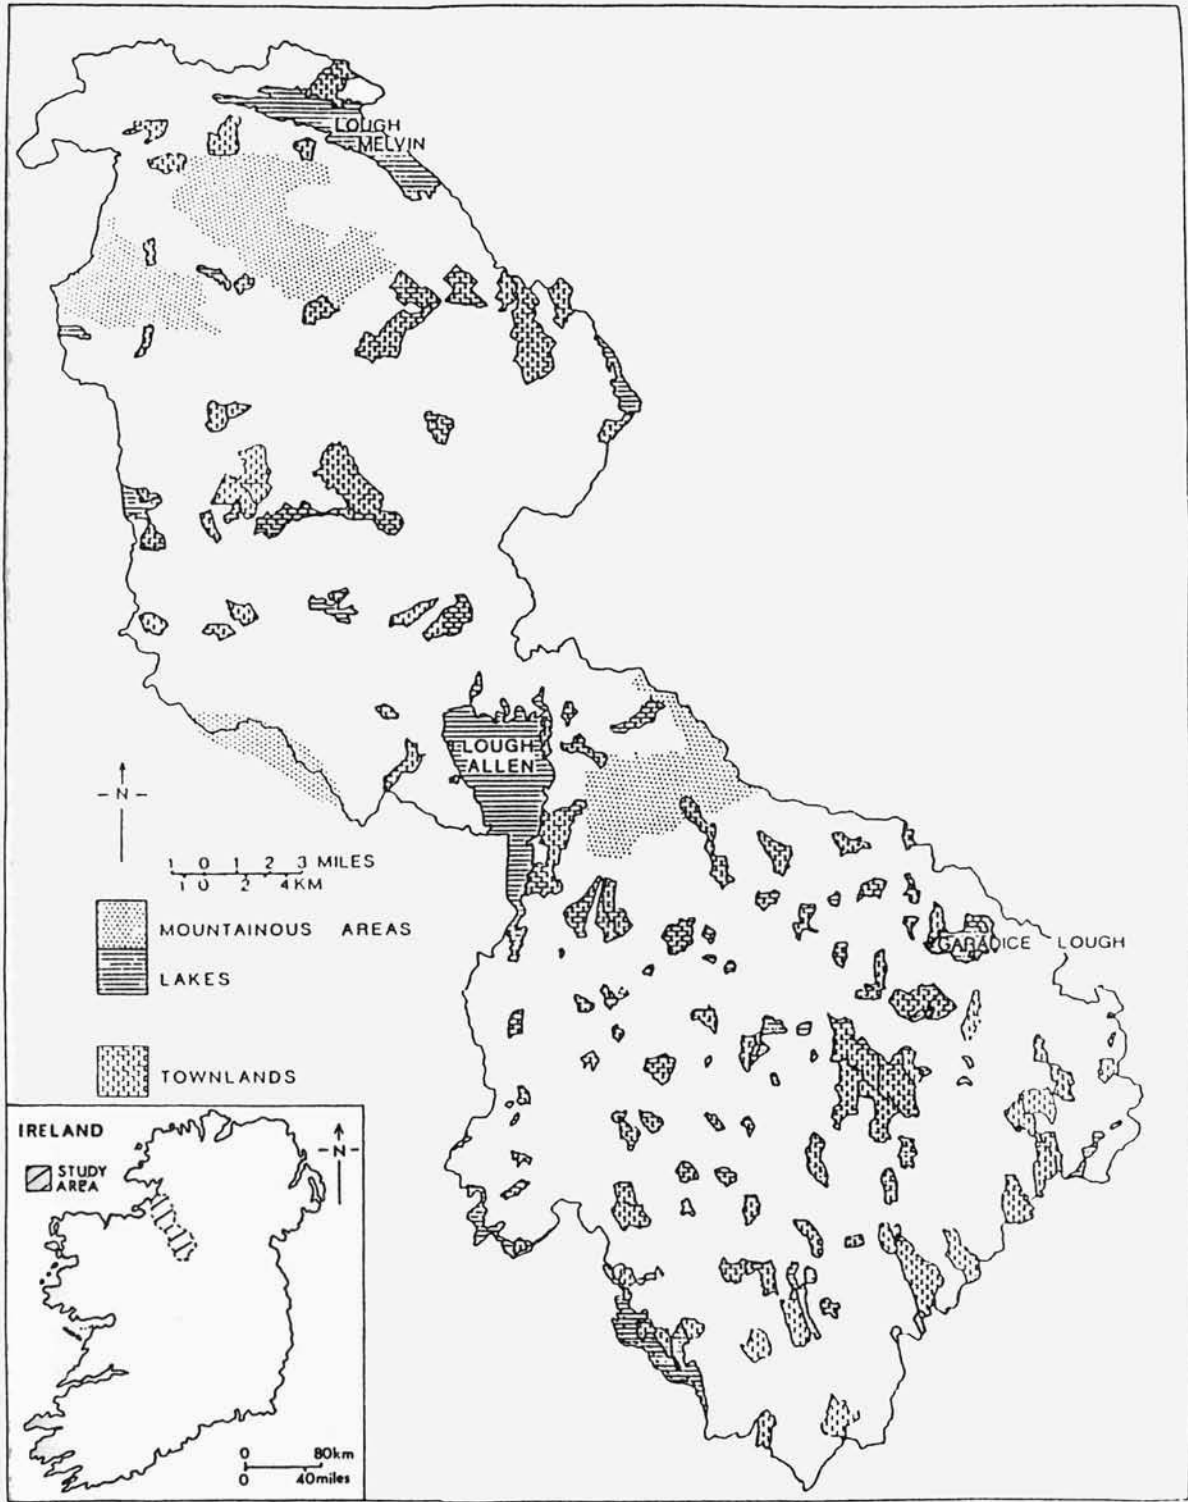 LOUGH
MELVIN
LOUGH
ALLEN
- N -
1 0 1 2 3 MILES
1 0 2 4 KM
MOUNTAINOUS AREAS
LAKES
GARADICE LOUGH
TOWNLANDS
IRELAND
- N -
STUDY
AREA
0 80km
0 40miles